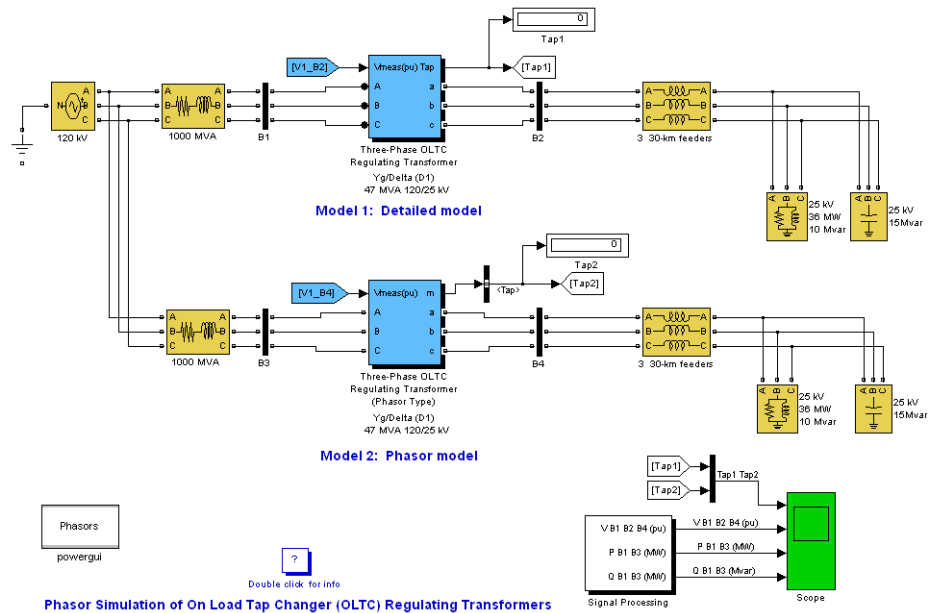 0
Tap1
[V1_B2]
Vmeas(pu) Tap
[Tap1]
A
N B
C
A A
B B
C C
A a
B b
C c
A A
B B
C C
120 kV
1000 MVA
B1
B2
3 30-km feeders
Three-Phase OLTC
Regulating Transformer
Yg/Delta (D1)
47 MVA 120/25 kV
Model 1: Detailed model
A B C
25 kV
36 MW
10 Mvar
A B C
25 kV
15Mvar
0
Tap2
[V1_B4]
Vmeas(pu) m
<Tap>
[Tap2]
A A
B B
C C
A a
B b
C c
A A
B B
C C
1000 MVA
B3
B4
3 30-km feeders
Three-Phase OLTC
Regulating Transformer
(Phasor Type)
Yg/Delta (D1)
47 MVA 120/25 kV
Model 2: Phasor model
A B C
25 kV
36 MW
10 Mvar
A B C
25 kV
15Mvar
[Tap1]
[Tap2]
Tap1 Tap2
V B1 B2 B4 (pu)
V B1 B2 B4 (pu)
P B1 B3 (MW)
P B1 B3 (MW)
Q B1 B3 (MW)
Q B1 B3 (Mvar)
Signal Processing
Scope
Phasors
powergui
?
Double click for info
Phasor Simulation of On Load Tap Changer (OLTC) Regulating Transformers